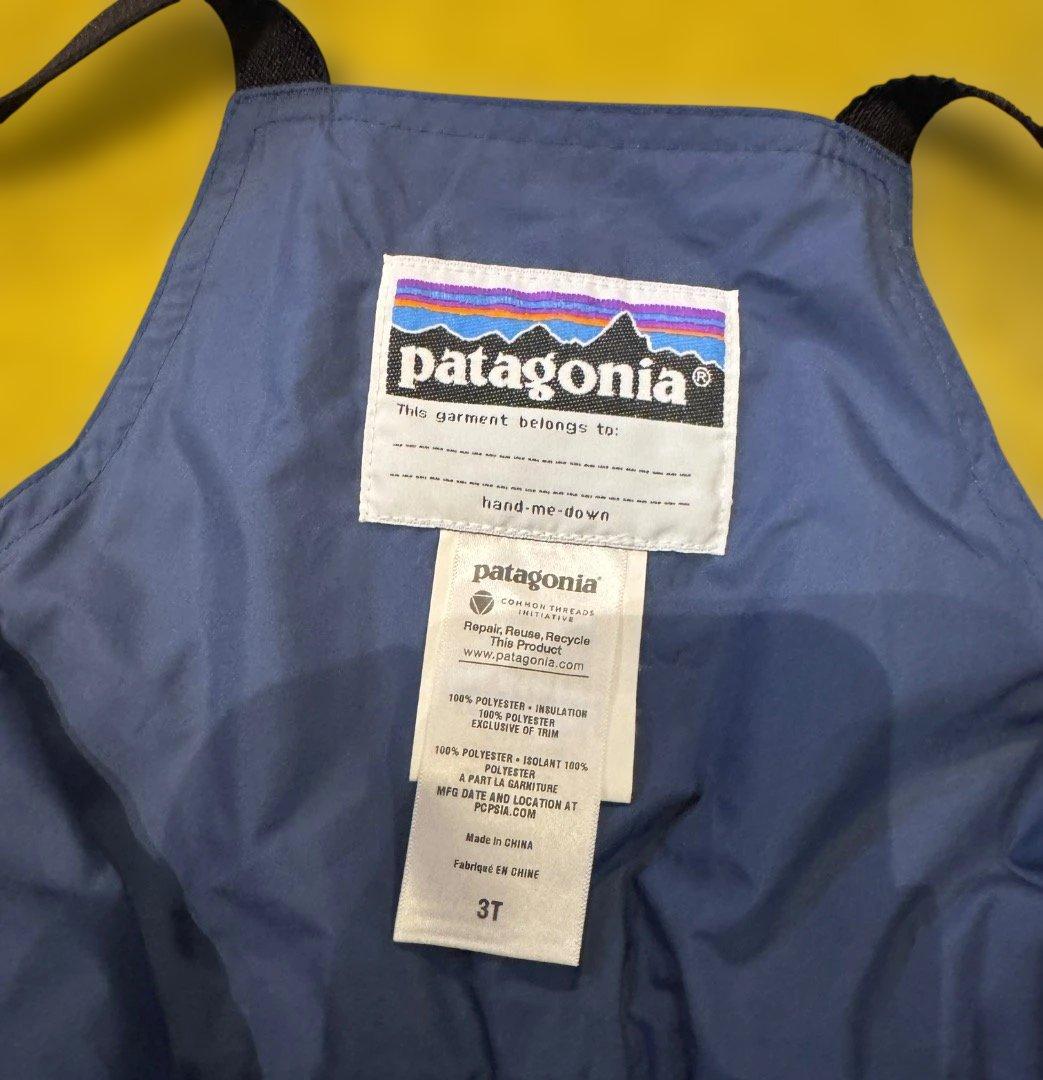 patagonia®
This garment belongs to:
hand-me-down
patagonia®
COMMON THREADS
INITIATIVE
Repair, Reuse, Recycle
This Product
www.patagonia.com
100% POLYESTER • INSULATION
100% POLYESTER
EXCLUSIVE OF TRIM
100% POLYESTER • ISOLANT 100%
POLYESTER
A PART LA GARNITURE
MFG DATE AND LOCATION AT
PCPSIA.COM
Made in CHINA
Fabriqué EN CHINE
3T